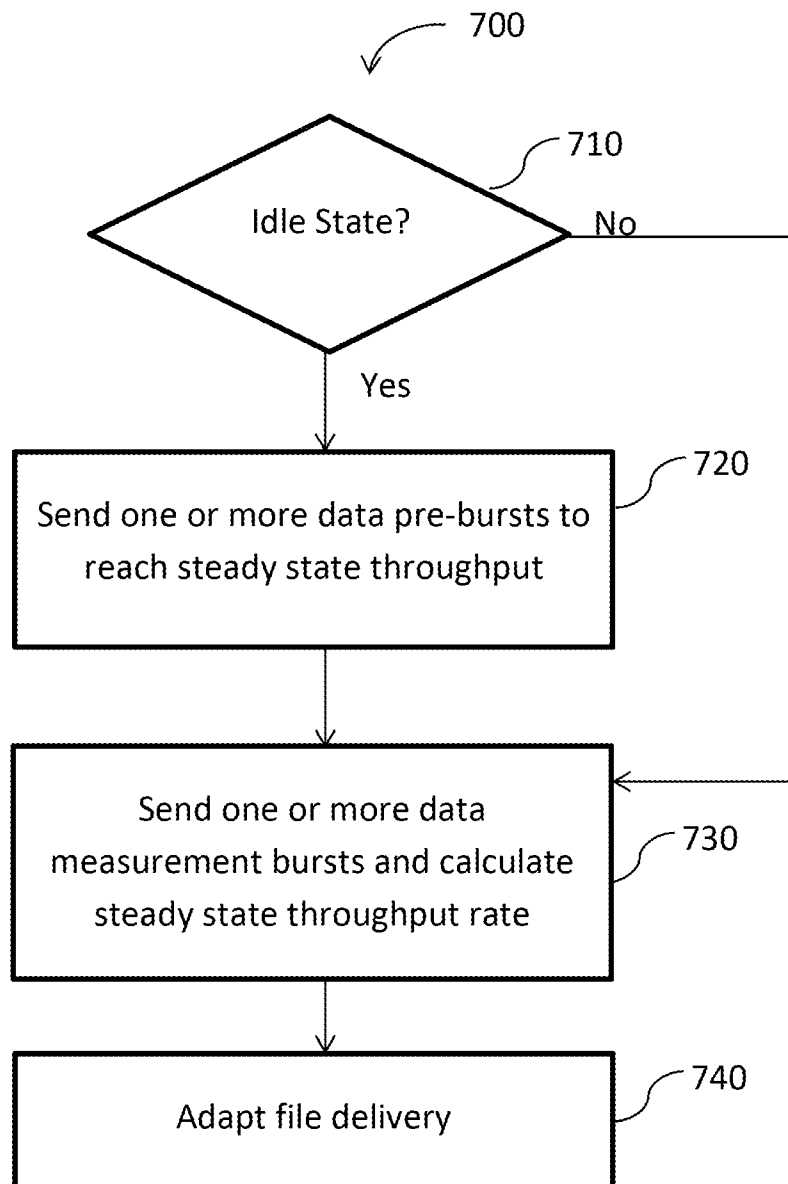 700
710
Idle State?
No
Yes
720
Send one or more data pre-bursts to
reach steady state throughput
Send one or more data
measurement bursts and calculate
steady state throughput rate
730
740
Adapt file delivery